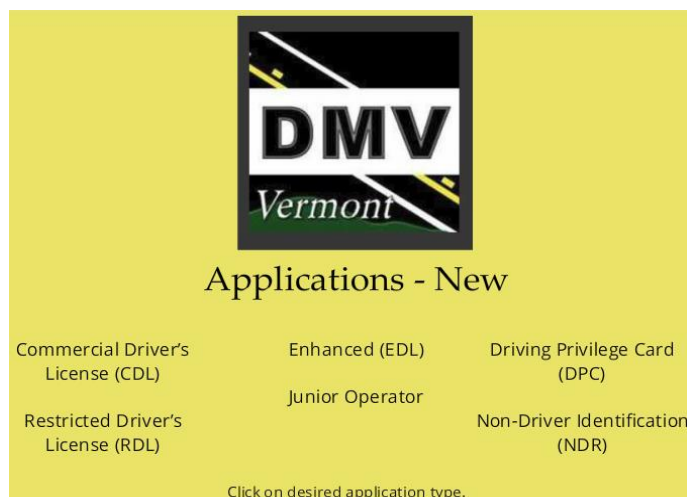 DMV
Vermont
Applications - New
Commercial Driver's
License (CDL)
Restricted Driver's
License (RDL)
Enhanced (EDL)
Junior Operator
Driving Privilege Card
(DPC)
Non-Driver Identification
(NDR)
Click on desired application type.